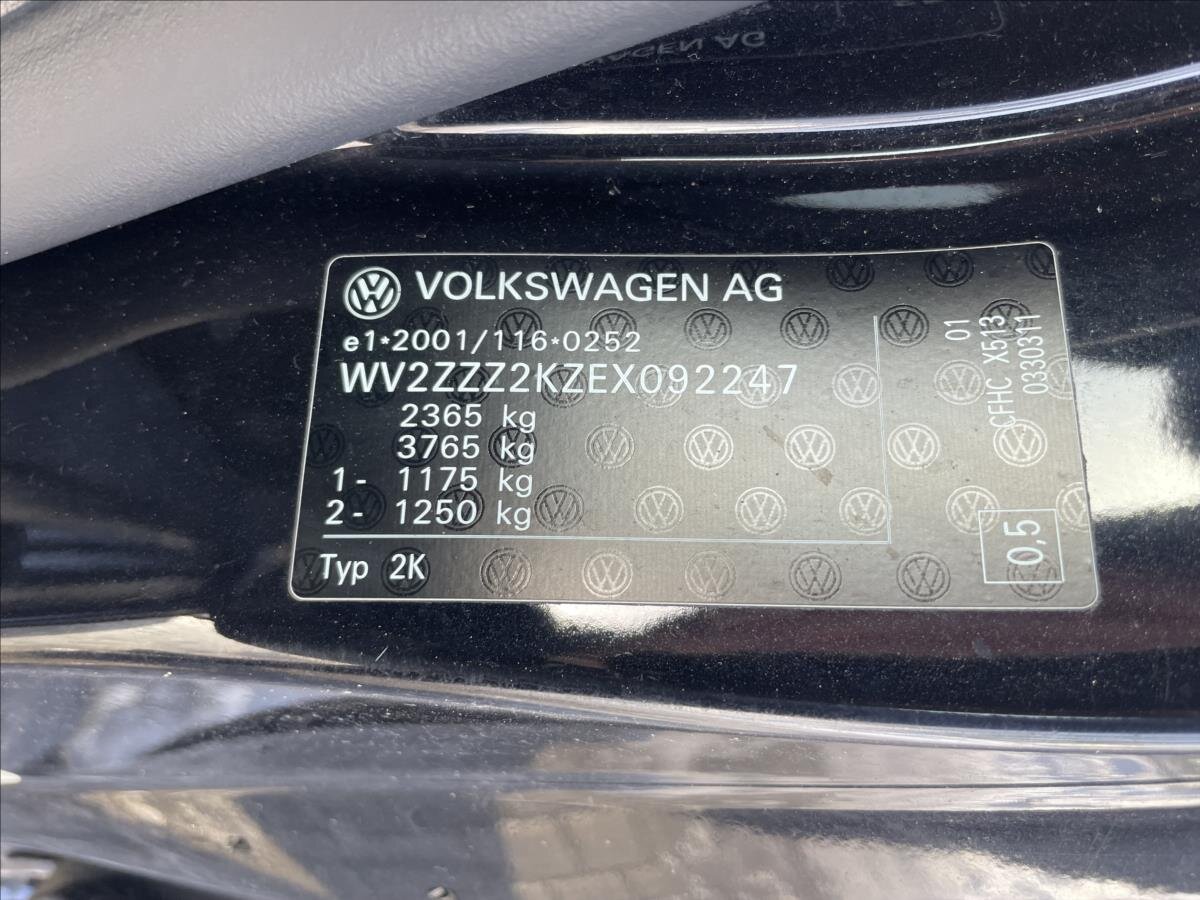 VOLKSWAGEN AG
e1*2001/116*0252
WV2ZZZ2KZEX092247
2365 kg
3765 kg
1- 1175 kg
2- 1250 kg
Typ 2K
01
CFHC X513
0330311
0,5